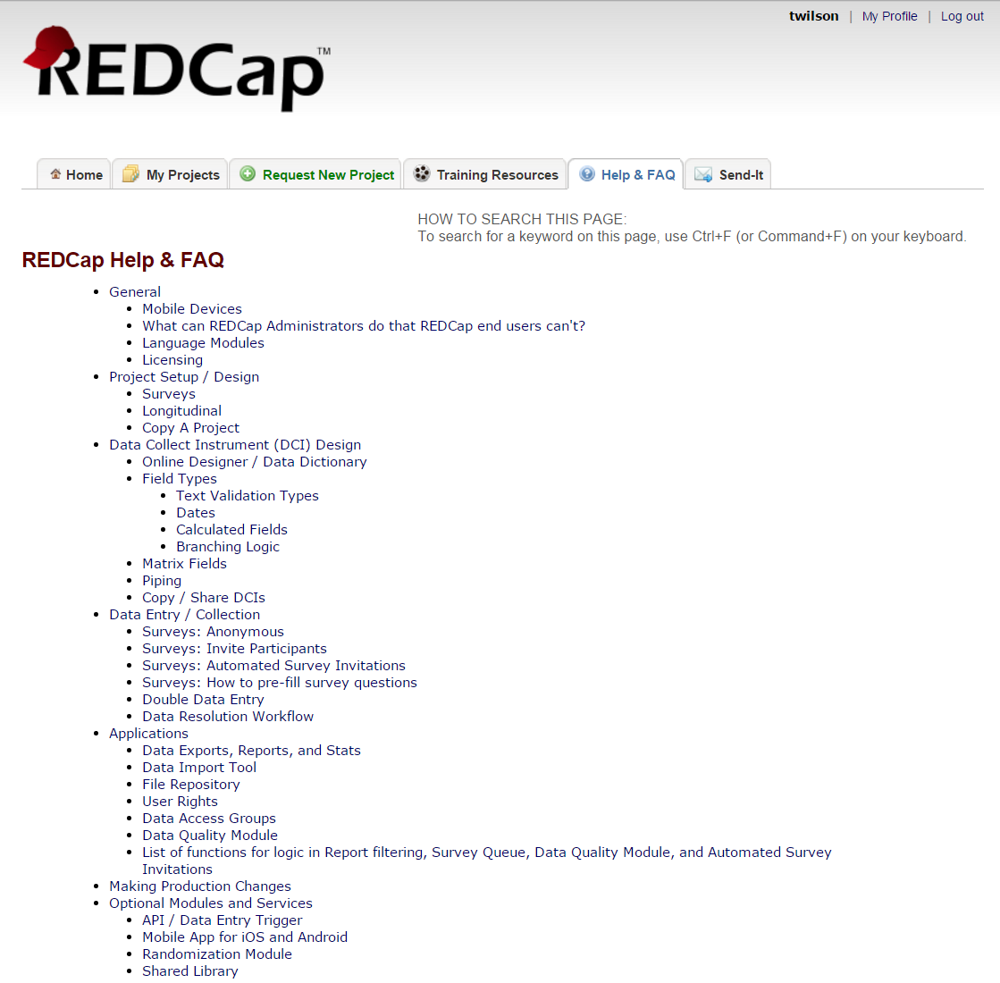 twilson | My Profile | Log out
REDCap™
Home My Projects Request New Project Training Resources Help & FAQ Send-It
HOW TO SEARCH THIS PAGE:
To search for a keyword on this page, use Ctrl+F (or Command+F) on your keyboard.
REDCap Help & FAQ
General
Mobile Devices
What can REDCap Administrators do that REDCap end users can't?
Language Modules
Licensing
Project Setup / Design
Surveys
Longitudinal
Copy A Project
Data Collect Instrument (DCI) Design
Online Designer / Data Dictionary
Field Types
Text Validation Types
Dates
Calculated Fields
Branching Logic
Matrix Fields
Piping
Copy / Share DCIs
Data Entry / Collection
Surveys: Anonymous
Surveys: Invite Participants
Surveys: Automated Survey Invitations
Surveys: How to pre-fill survey questions
Double Data Entry
Data Resolution Workflow
Applications
Data Exports, Reports, and Stats
Data Import Tool
File Repository
User Rights
Data Access Groups
Data Quality Module
List of functions for logic in Report filtering, Survey Queue, Data Quality Module, and Automated Survey
Invitations
Making Production Changes
Optional Modules and Services
API / Data Entry Trigger
Mobile App for iOS and Android
Randomization Module
Shared Library